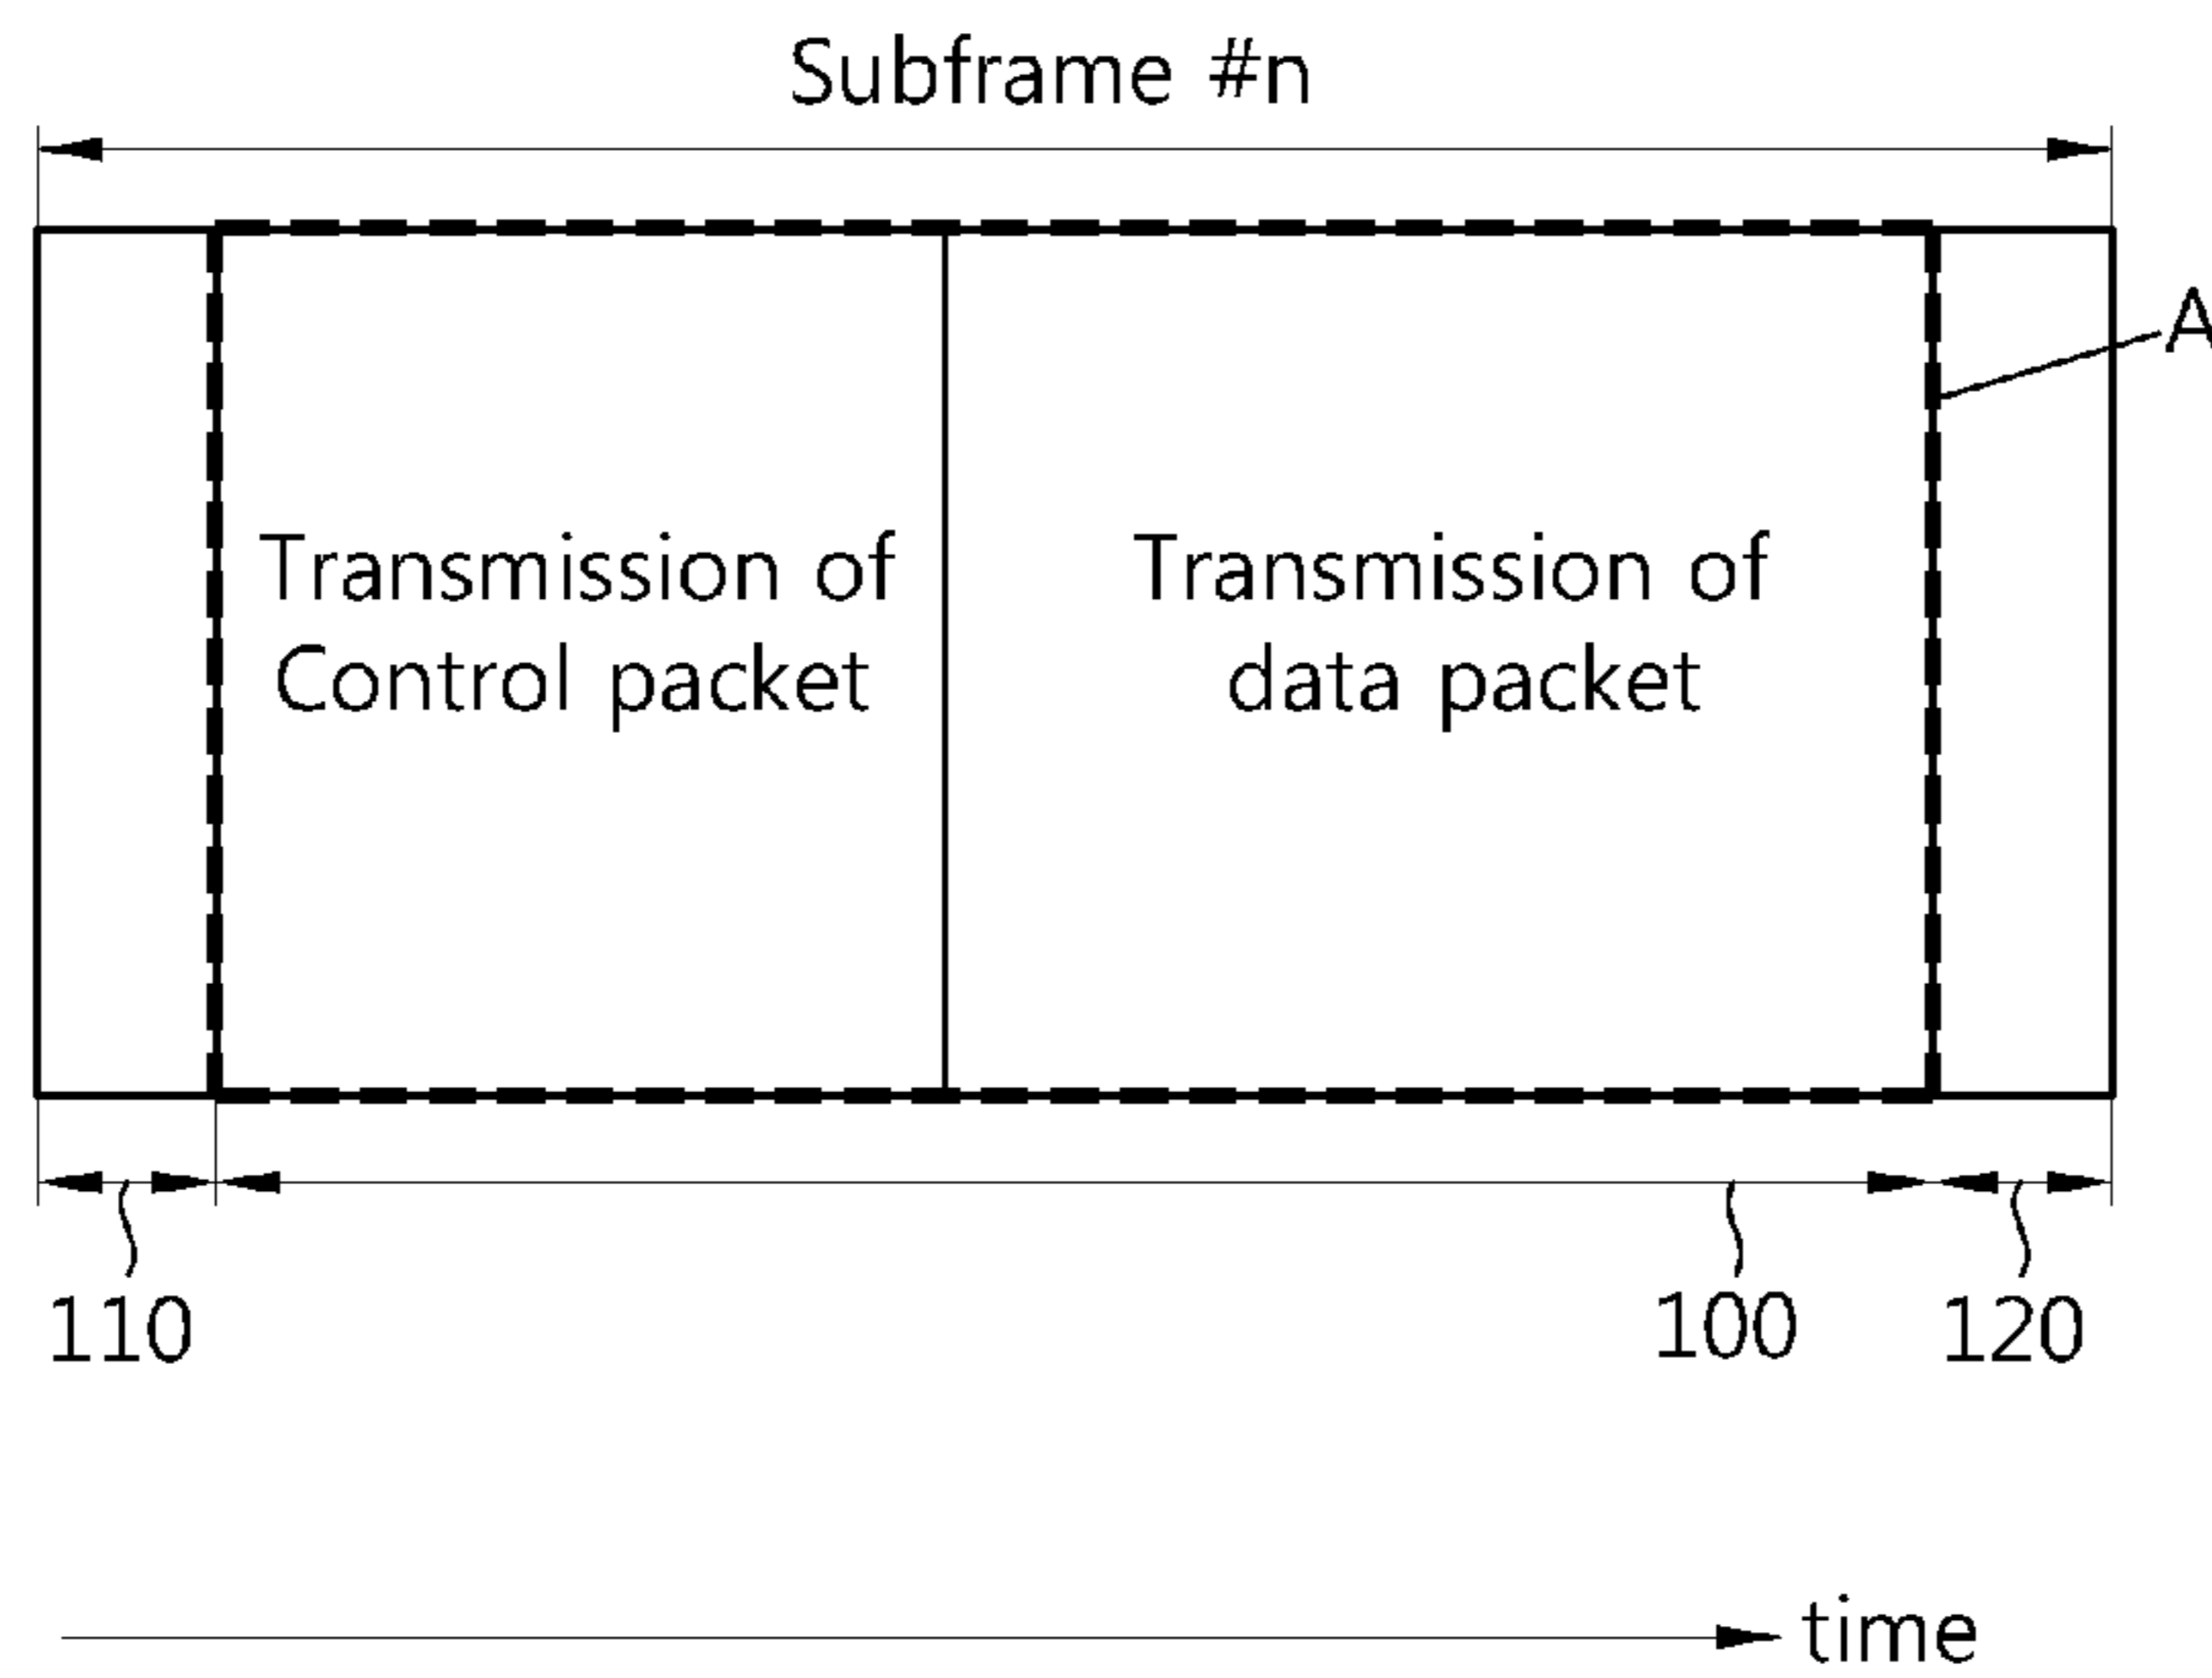 Subframe #n
A
Transmission of
Control packet
Transmission of
data packet
110
100
120
time